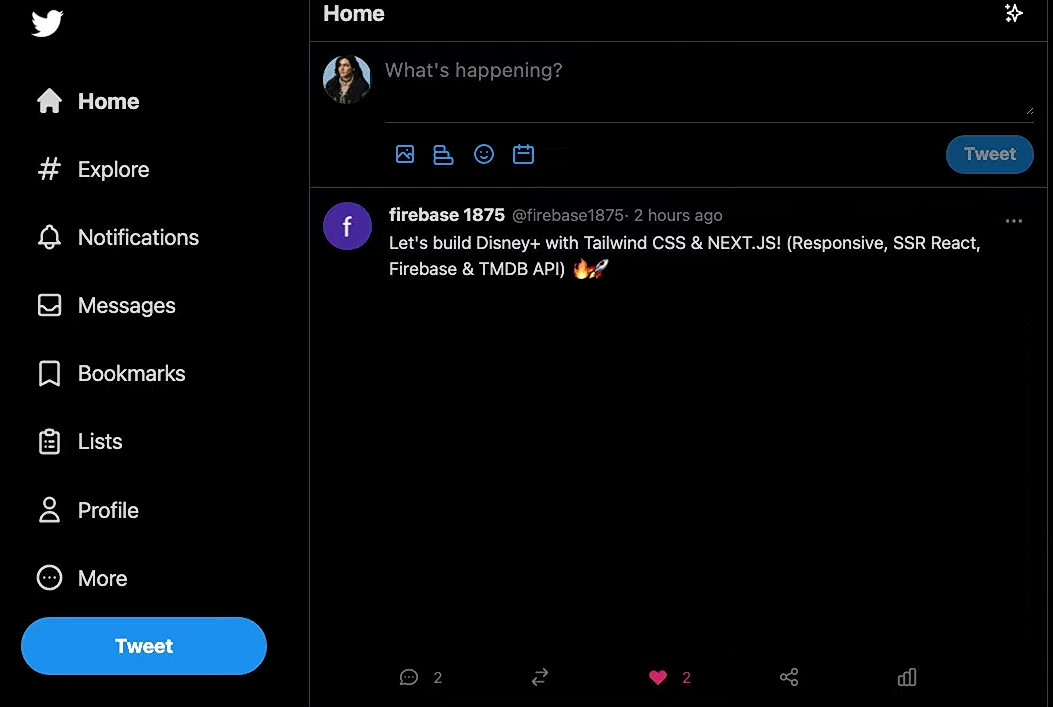 Home
What's happening?
Home
Explore
Notifications
Messages
Bookmarks
Lists
Profile
More
Tweet
Tweet
f
firebase 1875 @firebase1875· 2 hours ago
Let's build Disney+ with Tailwind CSS & NEXT.JS! (Responsive, SSR React,
Firebase & TMDB API) 🔥🚀
2
2